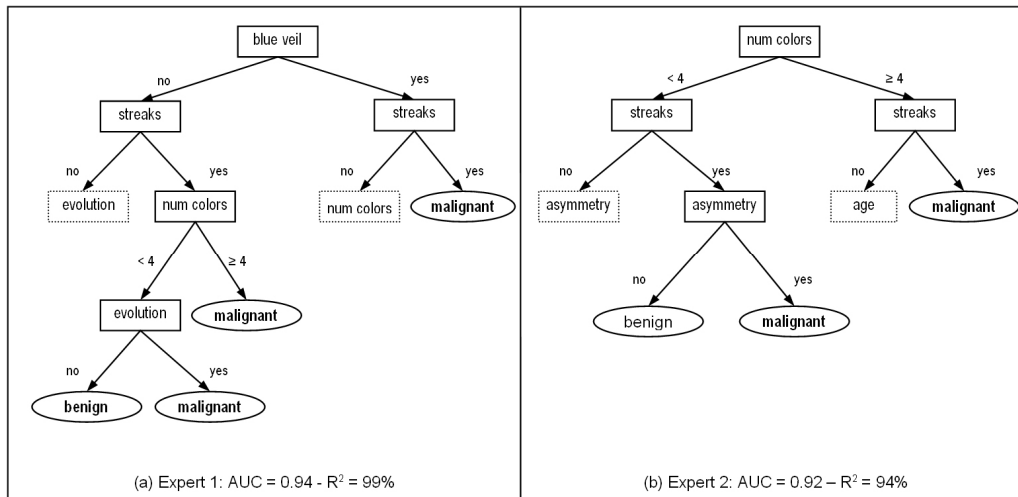 blue veil
no
yes
streaks
streaks
no
yes
no
yes
evolution
num colors
num colors
malignant
< 4
≥ 4
evolution
malignant
no
yes
benign
malignant
(a) Expert 1: AUC = 0.94 - R² = 99%
num colors
< 4
≥ 4
streaks
streaks
no
yes
no
yes
asymmetry
asymmetry
age
malignant
no
yes
benign
malignant
(b) Expert 2: AUC = 0.92 – R² = 94%